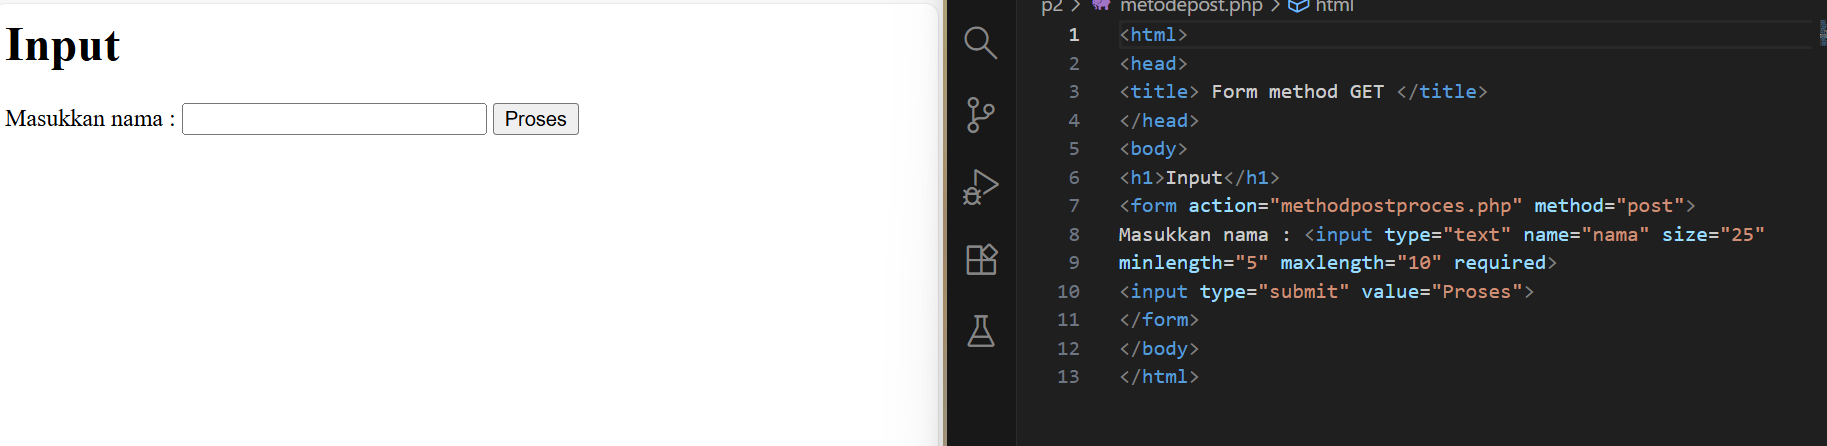 Input
Masukkan nama : Proses
p2 > metodepost.php > html
1 <html>
2 <head>
3 <title> Form method GET </title>
4 </head>
5 <body>
6 <h1>Input</h1>
7 <form action="methodpostproces.php" method="post">
8 Masukkan nama : <input type="text" name="nama" size="25"
9 minlength="5" maxlength="10" required>
10 <input type="submit" value="Proses">
11 </form>
12 </body>
13 </html>